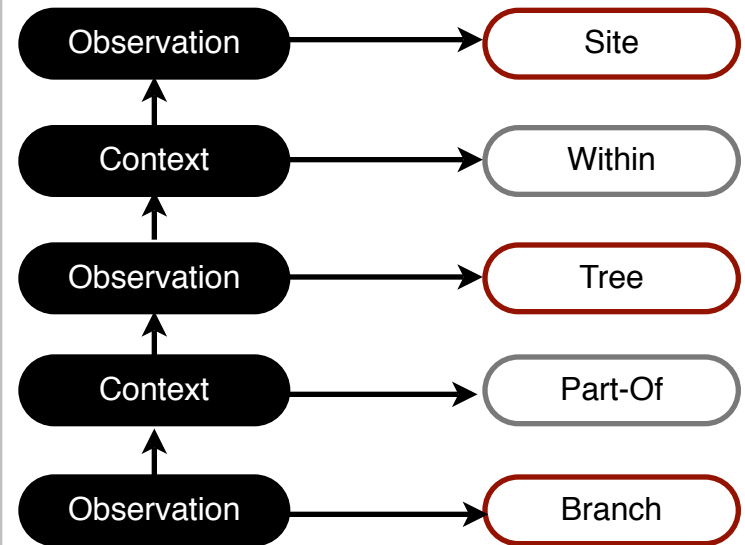 Observation
Site
Context
Within
Observation
Tree
Context
Part-Of
Observation
Branch